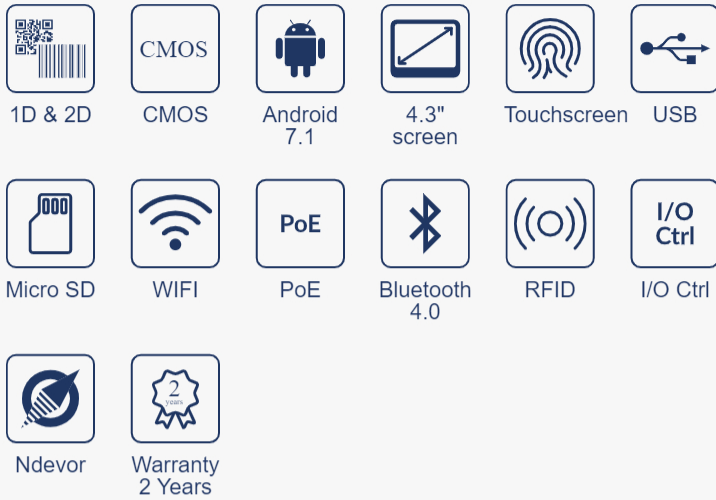 CMOS
1D & 2D
CMOS
Android
7.1
4.3"
screen
Touchscreen
USB
PoE
I/O
Ctrl
Micro SD
WIFI
PoE
Bluetooth
4.0
RFID
I/O Ctrl
2
years
Ndevor
Warranty
2 Years